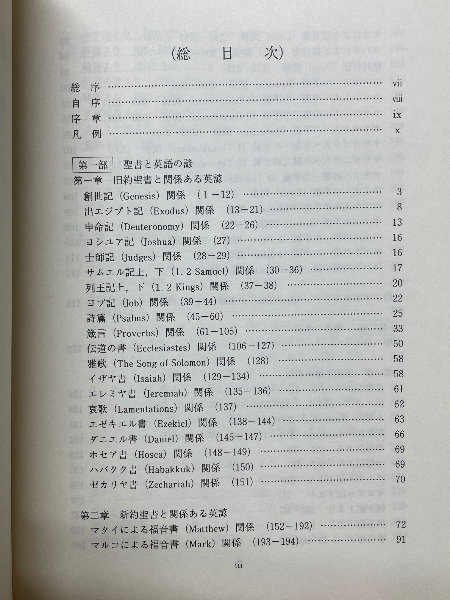 (総目次)
総序 …… vii
自序 …… viii
序章 …… ix
凡例 …… x
第一部 聖書と英語の諺
第一章 旧約聖書と関係ある英諺
創世記(Genesis)関係 (1−12) …… 3
出エジプト記(Exodus)関係 (13−21) …… 8
申命記(Deuteronomy)関係 (22−26) …… 13
ヨシュア記(Joshua)関係 (27) …… 16
士師記(Judges)関係 (28−29) …… 16
サムエル記上,下(1. 2 Samuel)関係 (30−36) …… 17
列王記上,下(1. 2 Kings)関係 (37−38) …… 20
ヨブ記(Job)関係 (39−44) …… 22
詩篇(Psalms)関係 (45−60) …… 25
箴言(Proverbs)関係 (61−105) …… 33
伝道の書(Ecclesiastes)関係 (106−127) …… 50
雅歌(The Song of Solomon)関係 (128) …… 58
イザヤ書(Isaiah)関係 (129−134) …… 58
エレミヤ書(Jeremiah)関係 (135−136) …… 61
哀歌(Lamentations)関係 (137) …… 62
エゼキエル書(Ezekicl)関係 (138−144) …… 63
ダニエル書(Daniel)関係 (145−147) …… 66
ホセア書(Hosea)関係 (148−149) …… 69
ハバククタ書(Habakkuk)関係 (150) …… 69
ゼカリヤ書(Zechariah)関係 (151) …… 70
第二章 新約聖書と関係ある英諺
マタイによる福音書(Matthew)関係 (152−192) …… 72
マルコによる福音書(Mark)関係 (193−194) …… 91
iii